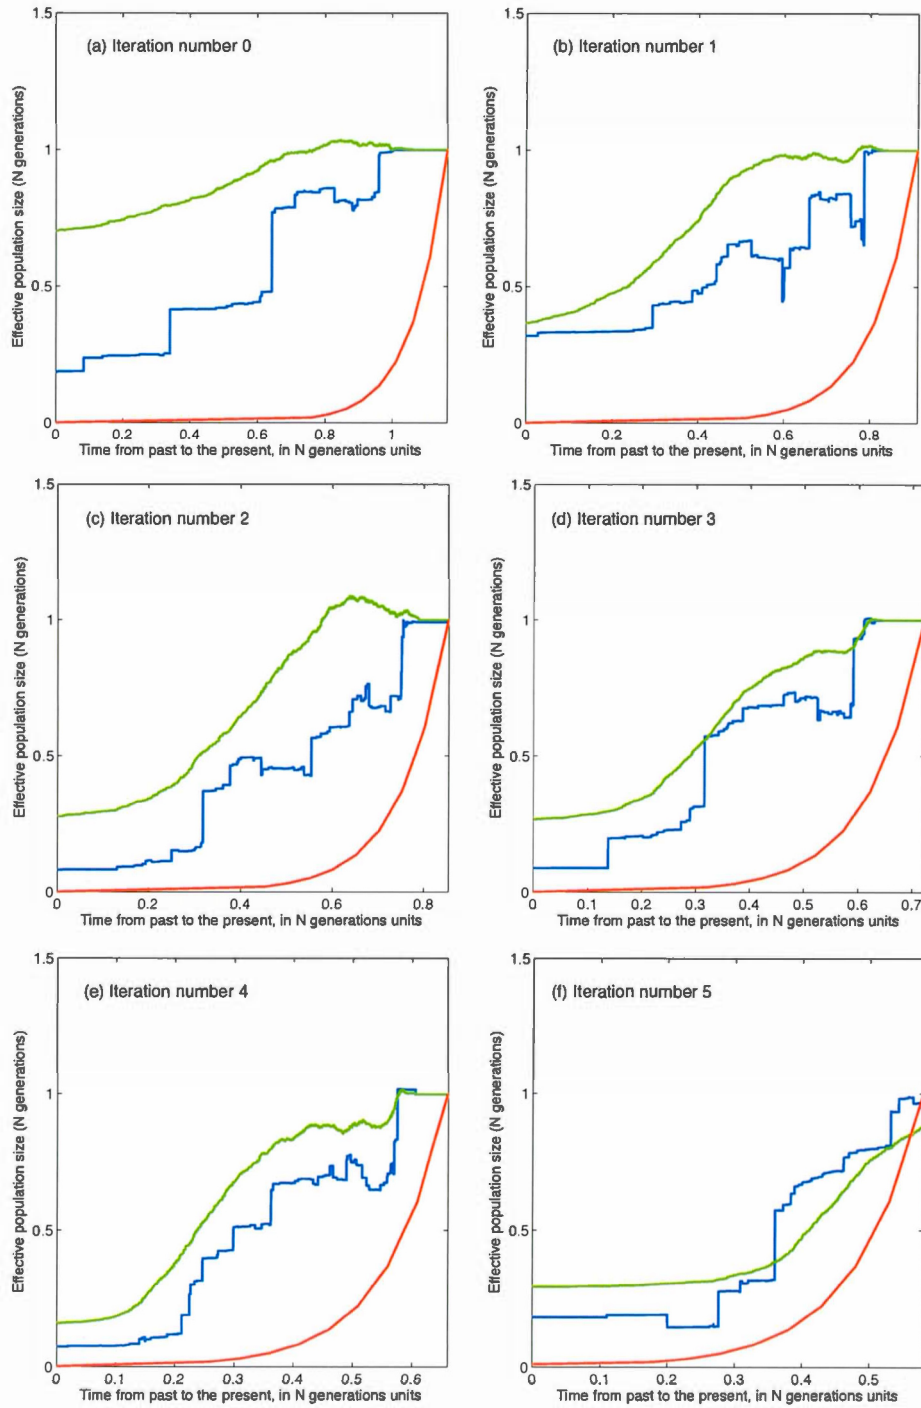 1.5
(a) Iteration number 0
1
0.5
0
Effective population size (N generations)
0 0.2 0.4 0.6 0.8 1
Time from past to the present, in N generations units
1.5
(b) Iteration number 1
1
0.5
0
Effective population size (N generations)
0 0.2 0.4 0.6 0.8
Time from past to the present, in N generations units
1.5
(c) Iteration number 2
1
0.5
0
Effective population size (N generations)
0 0.2 0.4 0.6 0.8
Time from past to the present, in N generations units
1.5
(d) Iteration number 3
1
0.5
0
Effective population size (N generations)
0 0.1 0.2 0.3 0.4 0.5 0.6 0.7
Time from past to the present, in N generations units
1.5
(e) Iteration number 4
1
0.5
0
Effective population size (N generations)
0 0.1 0.2 0.3 0.4 0.5 0.6
Time from past to the present, in N generations units
1.5
(f) Iteration number 5
1
0.5
0
Effective population size (N generations)
0 0.1 0.2 0.3 0.4 0.5
Time from past to the present, in N generations units